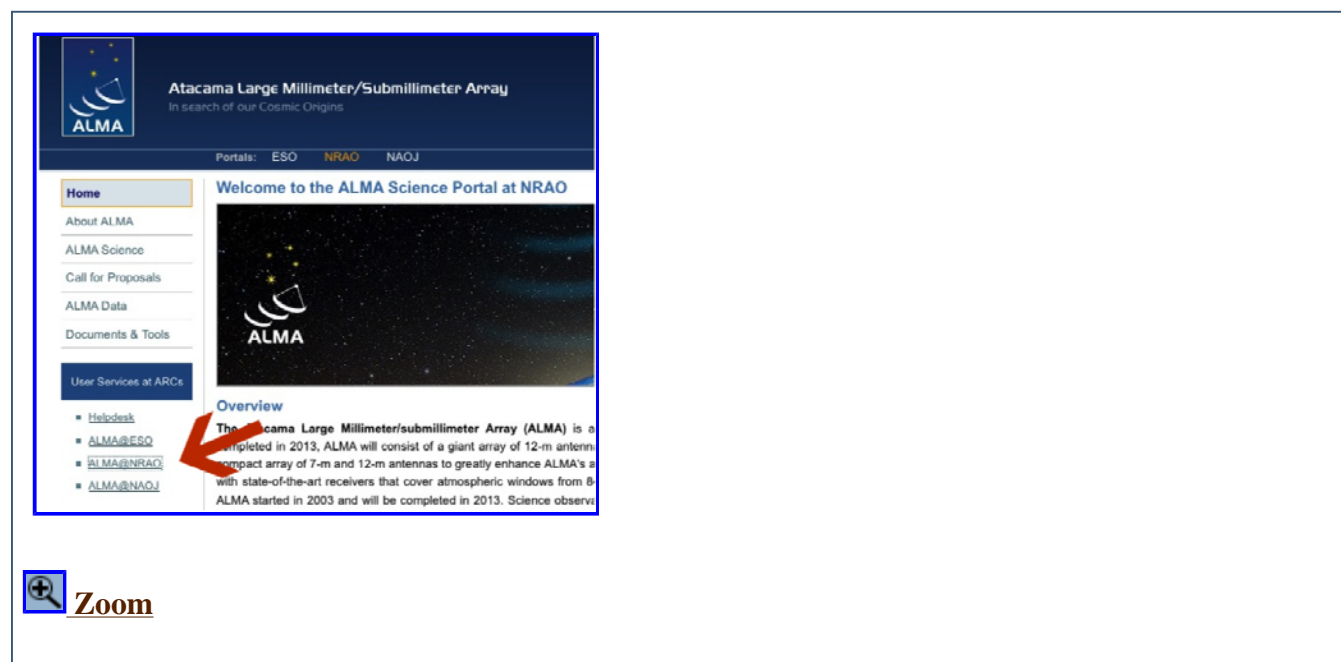 ALMA
Atacama Large Millimeter/Submillimeter Array
In search of our Cosmic Origins
Portals: ESO NRAO NAOJ
Home
About ALMA
ALMA Science
Call for Proposals
ALMA Data
Documents & Tools
User Services at ARCs
Helpdesk
ALMA@ESO
ALMA@NRAO
ALMA@NAOJ
Welcome to the ALMA Science Portal at NRAO
ALMA
Overview
The Atacama Large Millimeter/submillimeter Array (ALMA) is a
completed in 2013, ALMA will consist of a giant array of 12-m
compact array of 7-m and 12-m antennas to greatly enhance ALMA's
with state-of-the-art receivers that cover atmospheric windows from
ALMA started in 2003 and will be completed in 2013. Science
Zoom